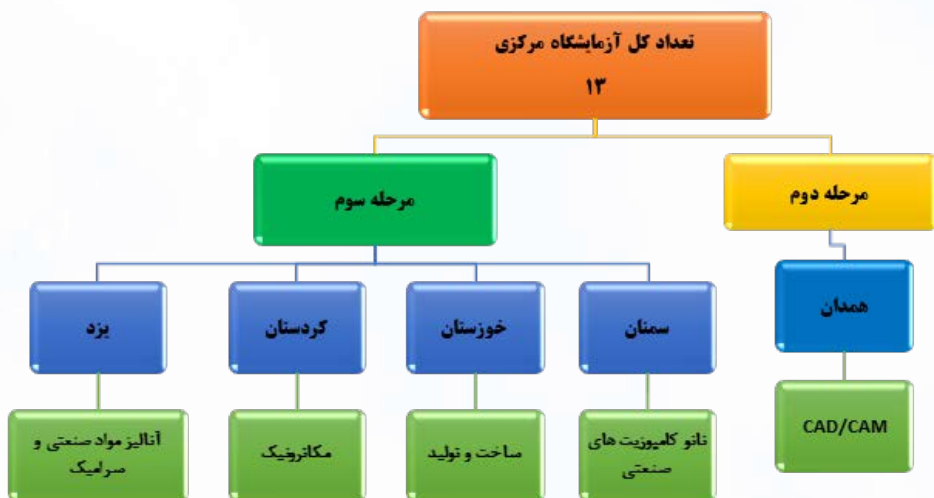 تعداد کل آزمایشگاه مرکزی
۱۳
مرحله دوم
مرحله سوم
همدان
سمنان
خوزستان
کردستان
یزد
CAD/CAM
نانو کامپوزیت های
صنعتی
ساخت و تولید
مکاترونیک
آنالیز مواد صنعتی و
سرامیک